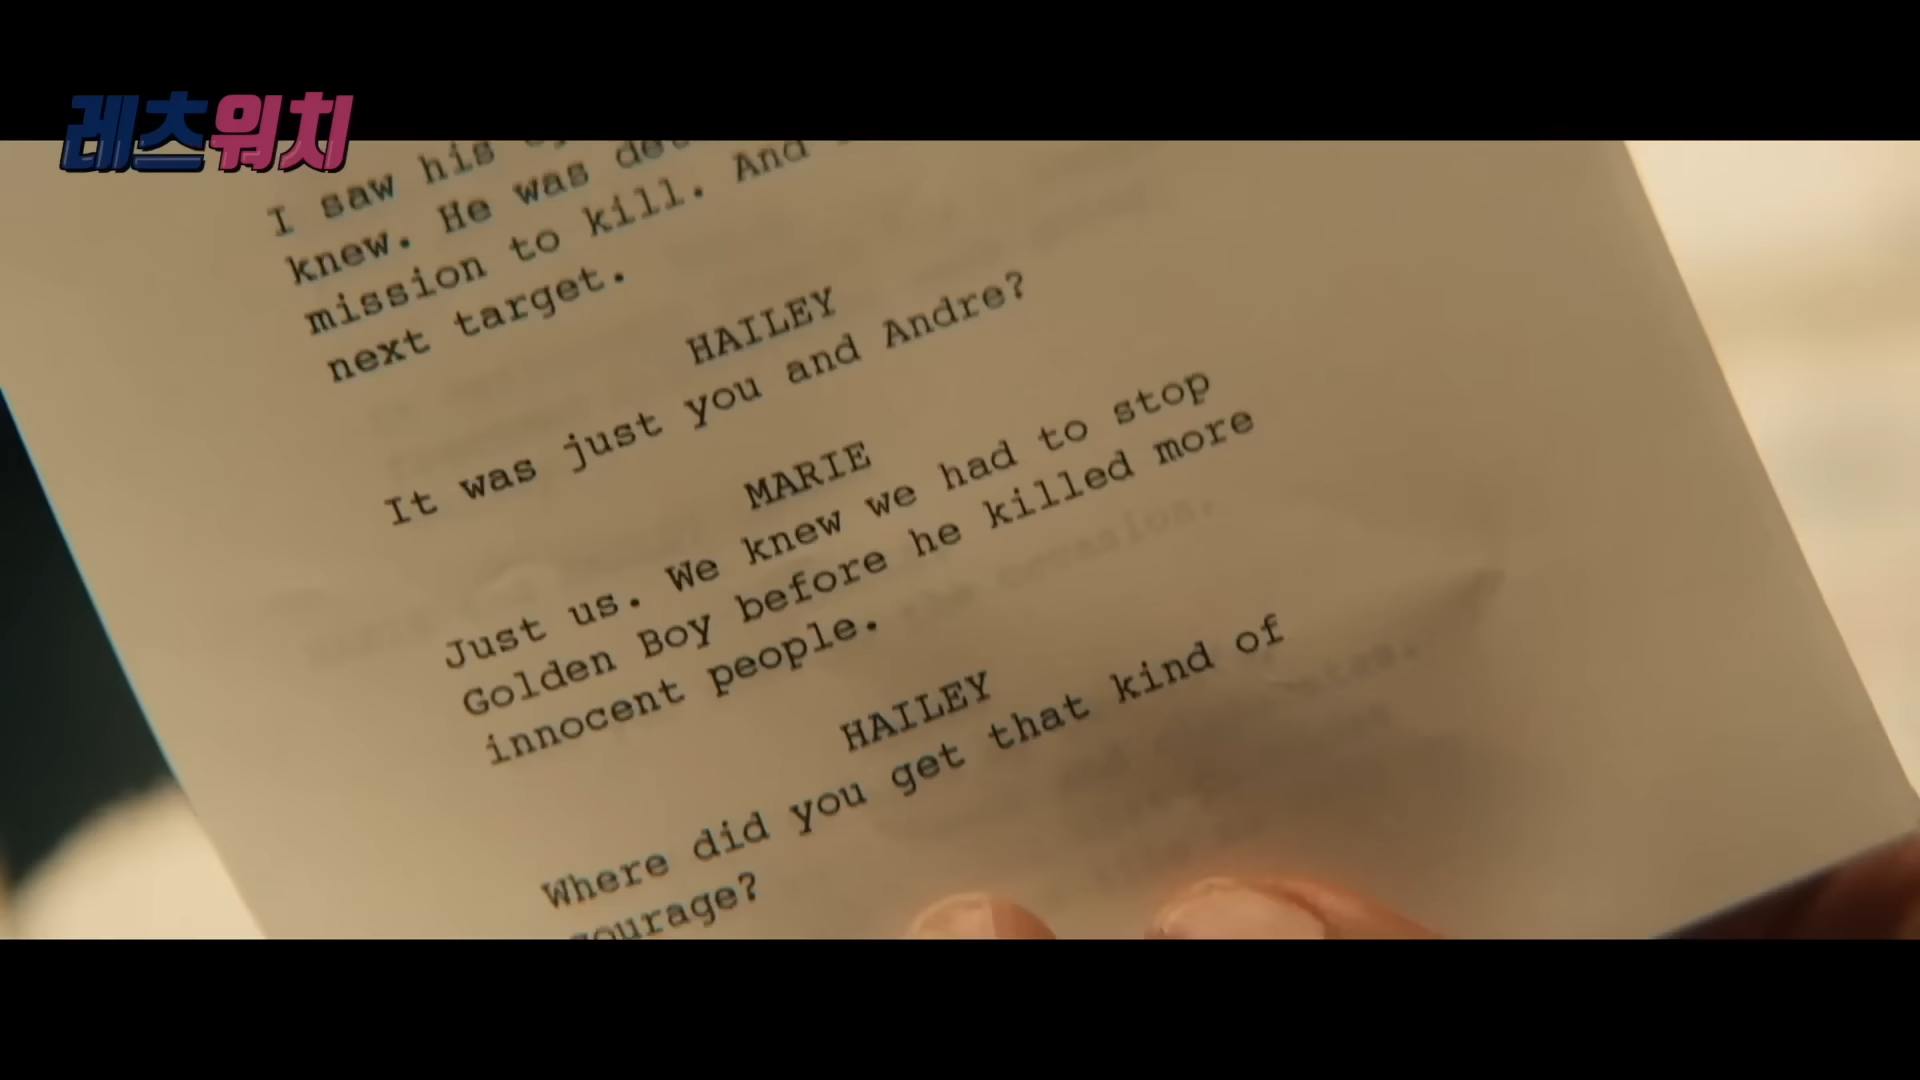 레츠워치
I saw his
knew. He was
mission to kill. And
next target.
HAILEY
It was just you and Andre?
MARIE
Just us. We knew we had to stop
Golden Boy before he killed more
innocent people.
HAILEY
Where did you get that kind of
courage?